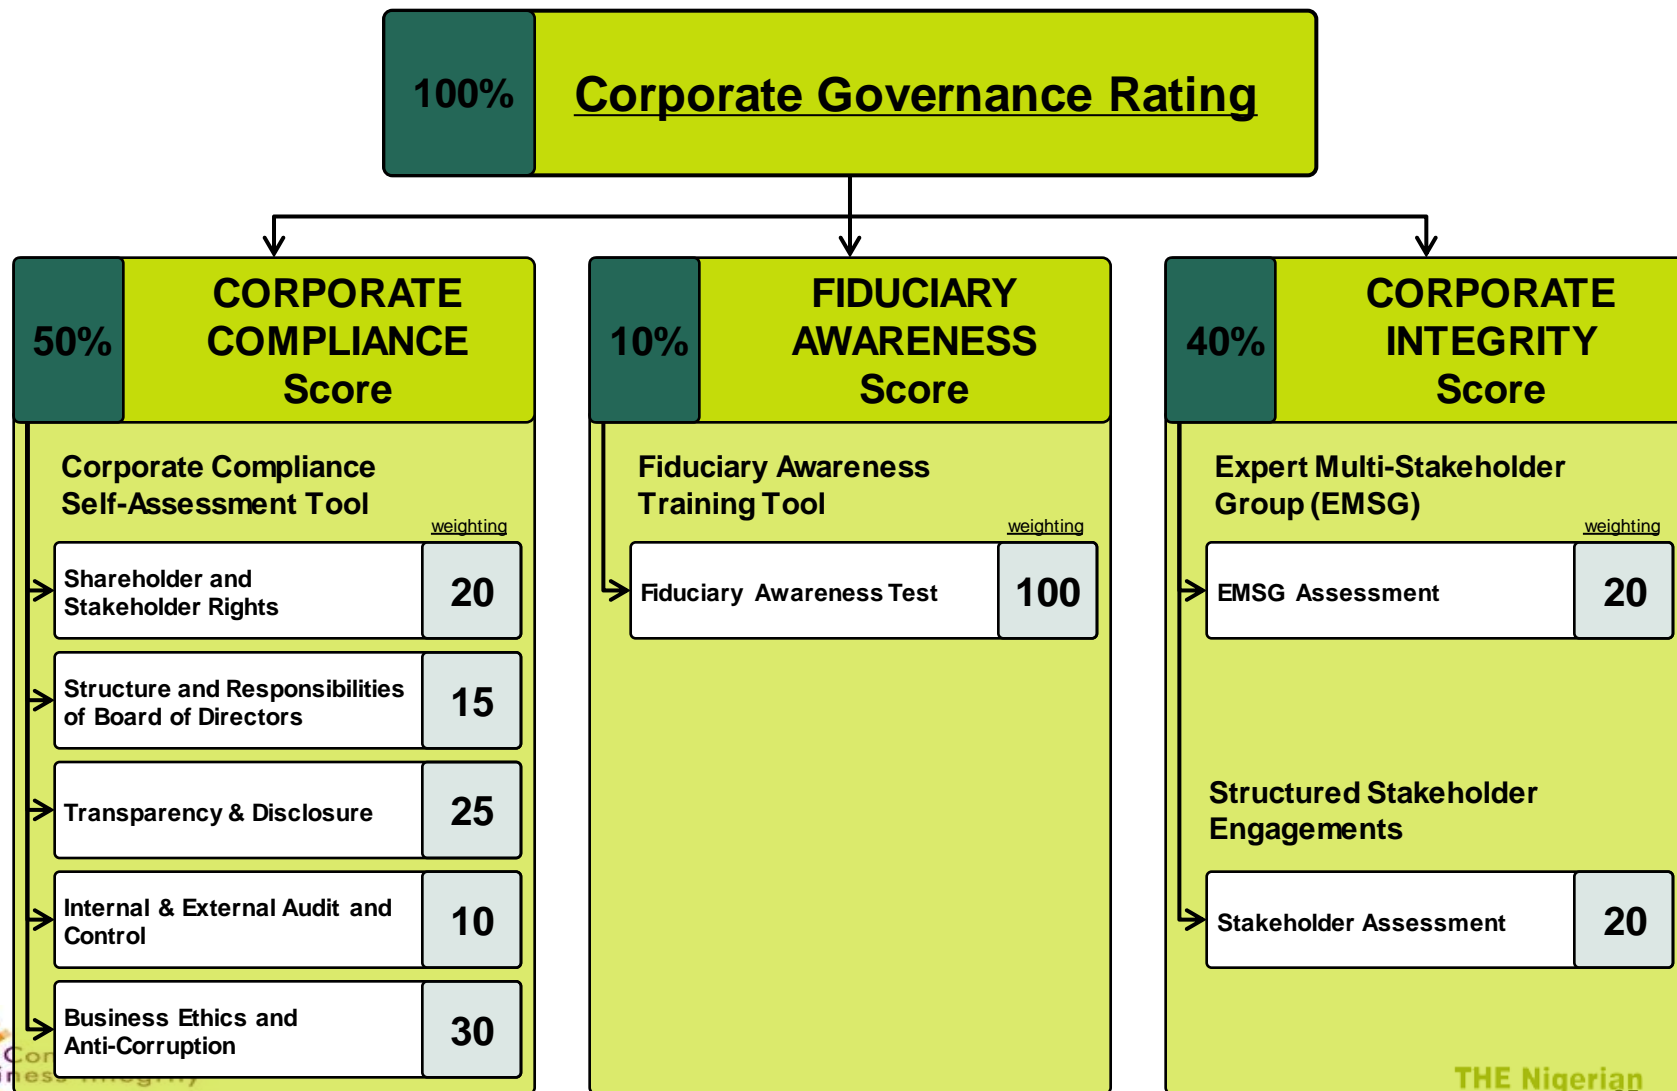 100%
Corporate Governance Rating
50%
CORPORATE
COMPLIANCE
Score
Corporate Compliance
Self-Assessment Tool
weighting
Shareholder and
Stakeholder Rights
20
Structure and Responsibilities
of Board of Directors
15
Transparency & Disclosure
25
Internal & External Audit and
Control
10
Business Ethics and
Anti-Corruption
30
10%
FIDUCIARY
AWARENESS
Score
Fiduciary Awareness
Training Tool
weighting
Fiduciary Awareness Test
100
40%
CORPORATE
INTEGRITY
Score
Expert Multi-Stakeholder
Group (EMSG)
weighting
EMSG Assessment
20
Structured Stakeholder
Engagements
Stakeholder Assessment
20
THE Nigerian